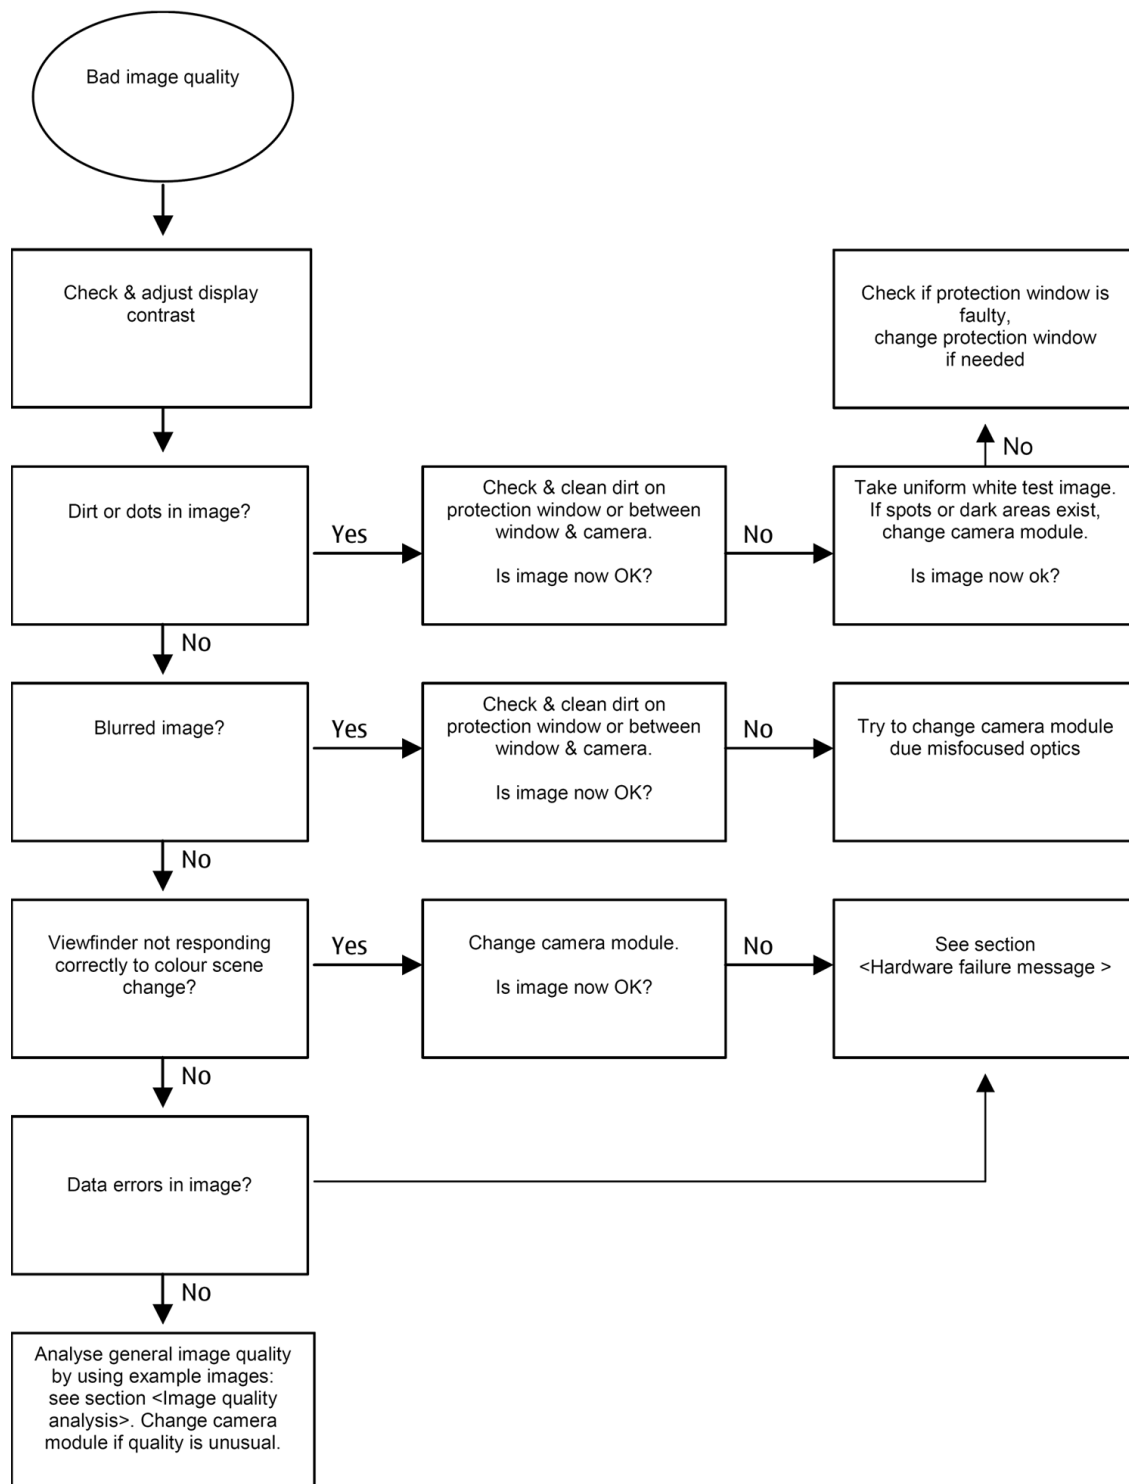 Bad image quality
Check & adjust display
contrast
Check if protection window is
faulty,
change protection window
if needed
No
Dirt or dots in image?
Yes
Check & clean dirt on
protection window or between
window & camera.
Is image now OK?
No
Take uniform white test image.
If spots or dark areas exist,
change camera module.
Is image now ok?
No
Blurred image?
Yes
Check & clean dirt on
protection window or between
window & camera.
Is image now OK?
No
Try to change camera module
due misfocused optics
No
Viewfinder not responding
correctly to colour scene
change?
Yes
Change camera module.
Is image now OK?
No
See section
<Hardware failure message >
No
Data errors in image?
No
Analyse general image quality
by using example images:
see section <Image quality
analysis>. Change camera
module if quality is unusual.